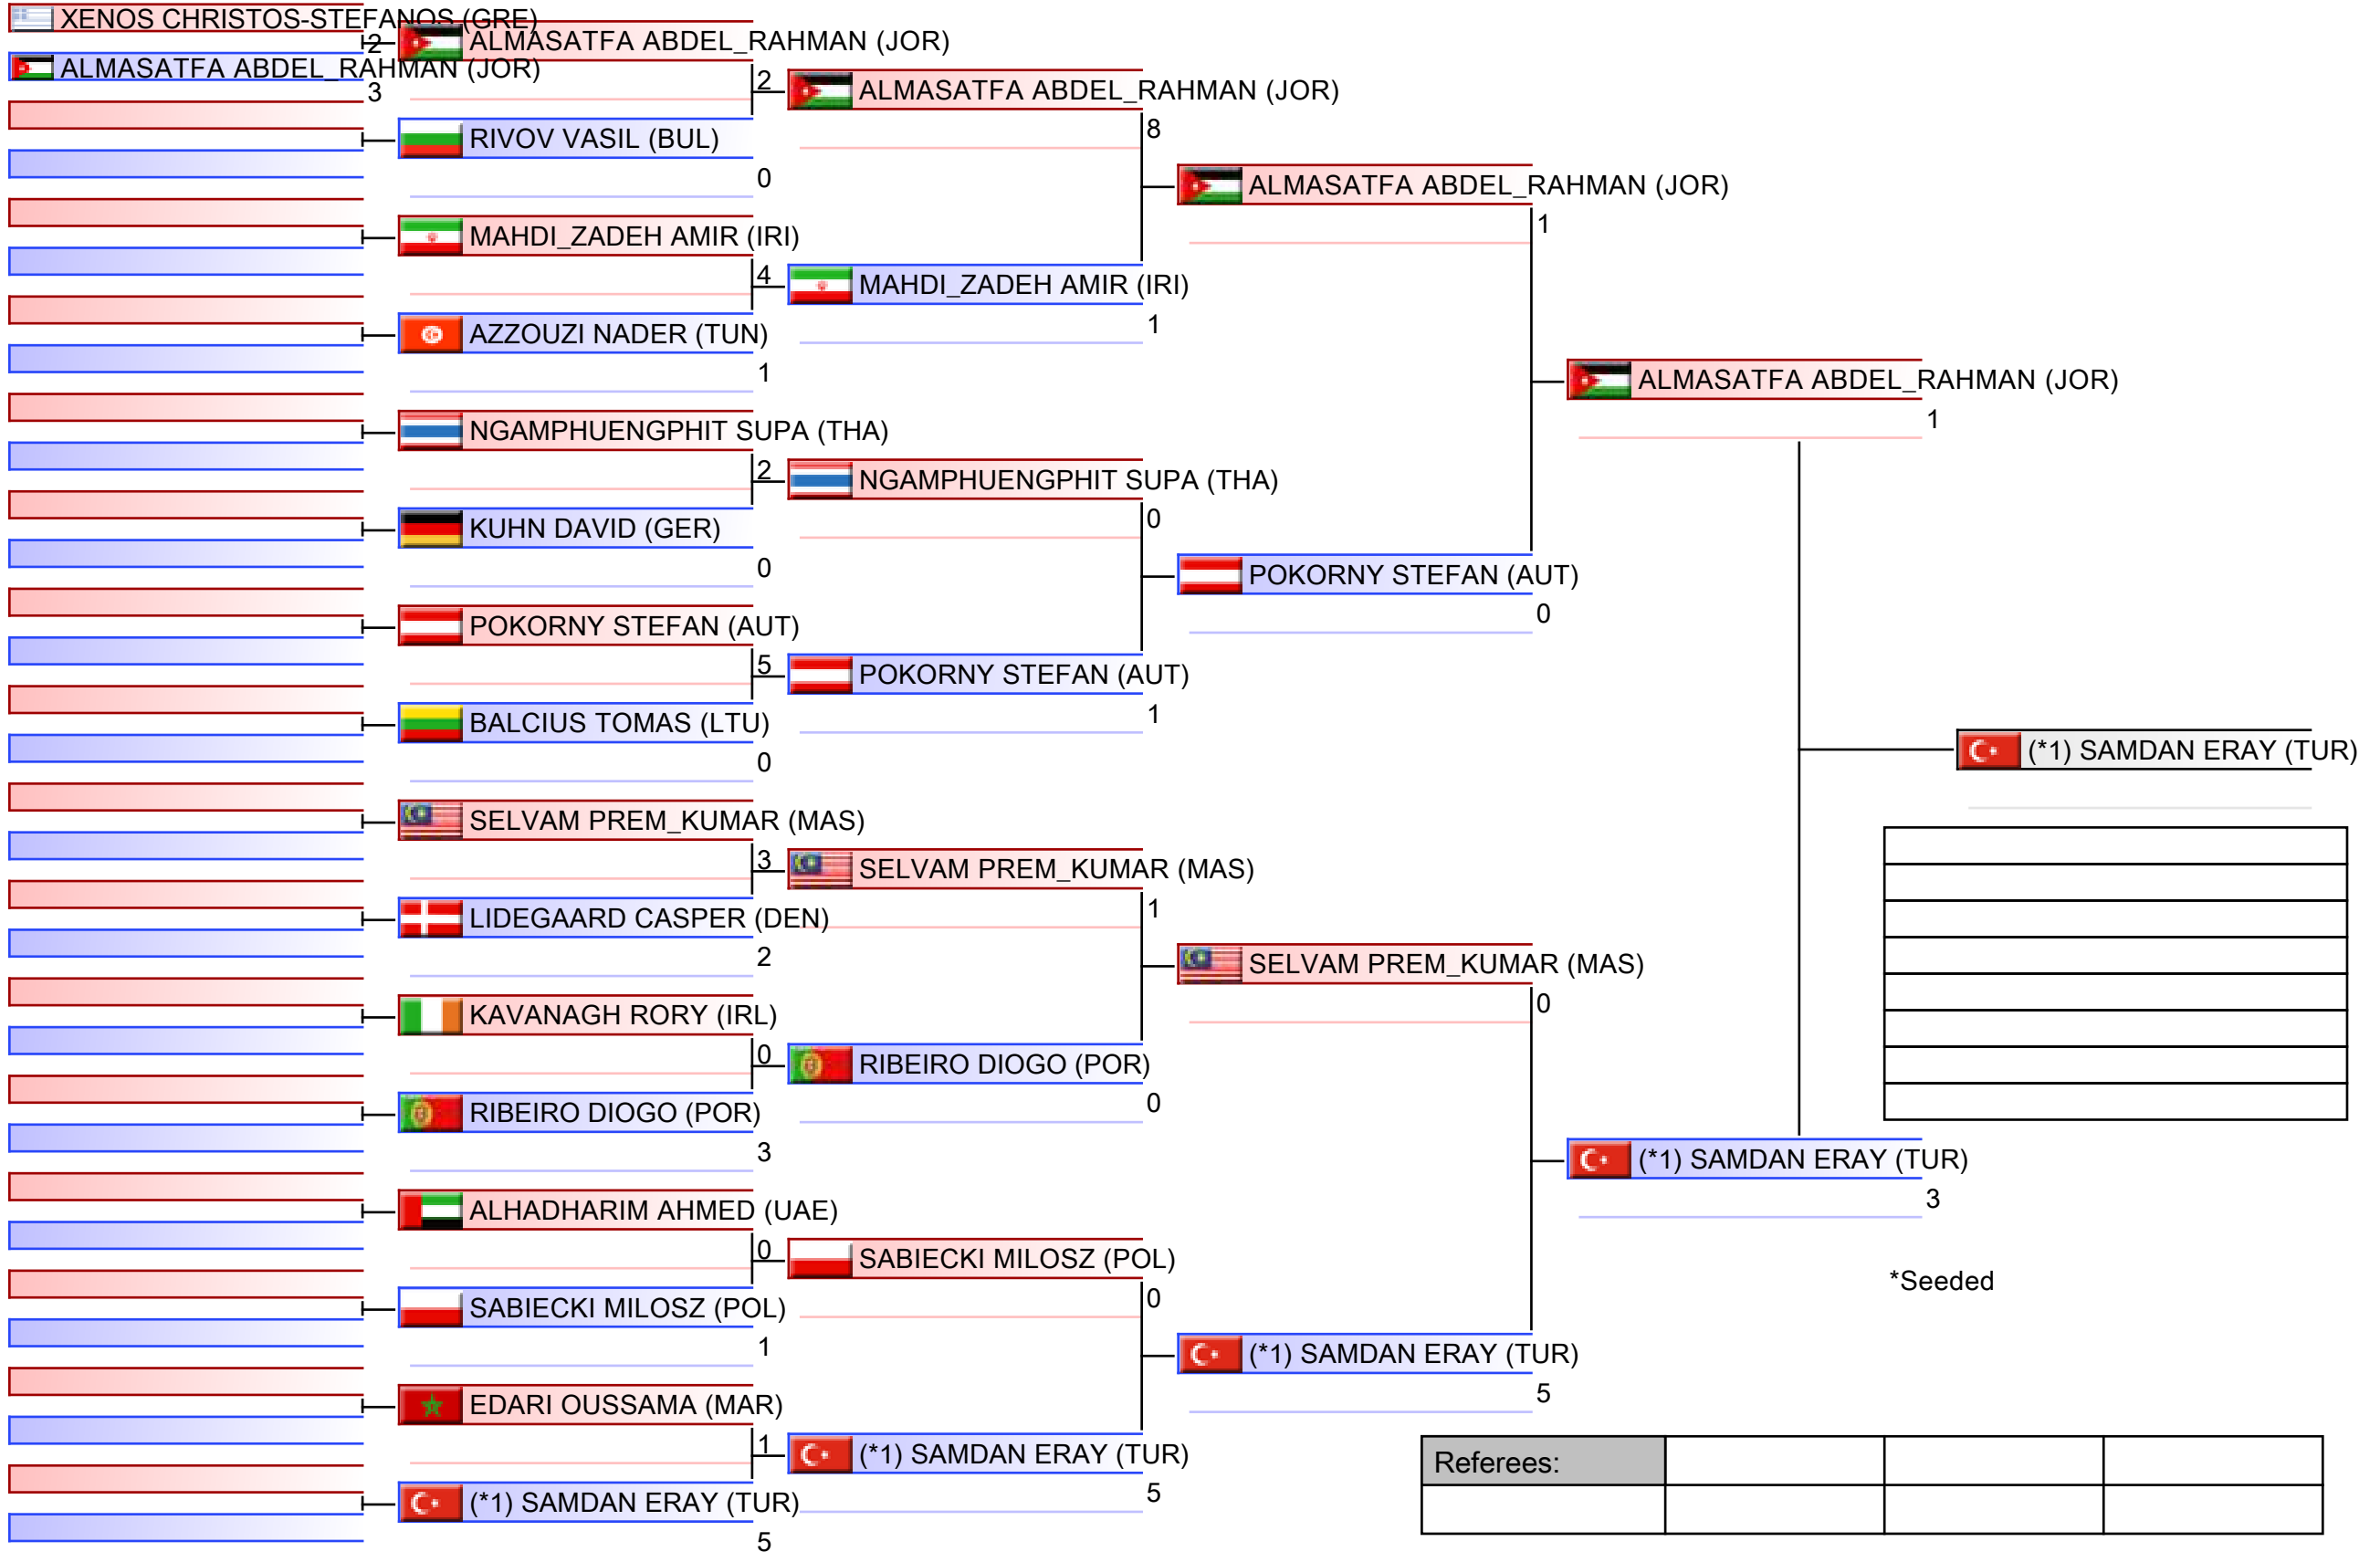 XENOS CHRISTOS-STEFANOS (GRE)
2
ALMASATFA ABDEL_RAHMAN (JOR)
3
ALMASATFA ABDEL_RAHMAN (JOR)
2
RIVOV VASIL (BUL)
0
MAHDI_ZADEH AMIR (IRI)
4
AZZOUZI NADER (TUN)
1
NGAMPHUENGPHIT SUPA (THA)
2
KUHN DAVID (GER)
0
POKORNY STEFAN (AUT)
5
BALCIUS TOMAS (LTU)
0
SELVAM PREM_KUMAR (MAS)
3
LIDEGAARD CASPER (DEN)
2
KAVANAGH RORY (IRL)
0
RIBEIRO DIOGO (POR)
3
ALHADHARIM AHMED (UAE)
0
SABIECKI MILOSZ (POL)
1
EDARI OUSSAMA (MAR)
1
(*1) SAMDAN ERAY (TUR)
5
ALMASATFA ABDEL_RAHMAN (JOR)
8
MAHDI_ZADEH AMIR (IRI)
1
NGAMPHUENGPHIT SUPA (THA)
0
POKORNY STEFAN (AUT)
1
SELVAM PREM_KUMAR (MAS)
1
RIBEIRO DIOGO (POR)
0
SABIECKI MILOSZ (POL)
0
(*1) SAMDAN ERAY (TUR)
5
ALMASATFA ABDEL_RAHMAN (JOR)
1
POKORNY STEFAN (AUT)
0
SELVAM PREM_KUMAR (MAS)
0
(*1) SAMDAN ERAY (TUR)
5
ALMASATFA ABDEL_RAHMAN (JOR)
1
(*1) SAMDAN ERAY (TUR)
3
(*1) SAMDAN ERAY (TUR)
*Seeded
Referees: